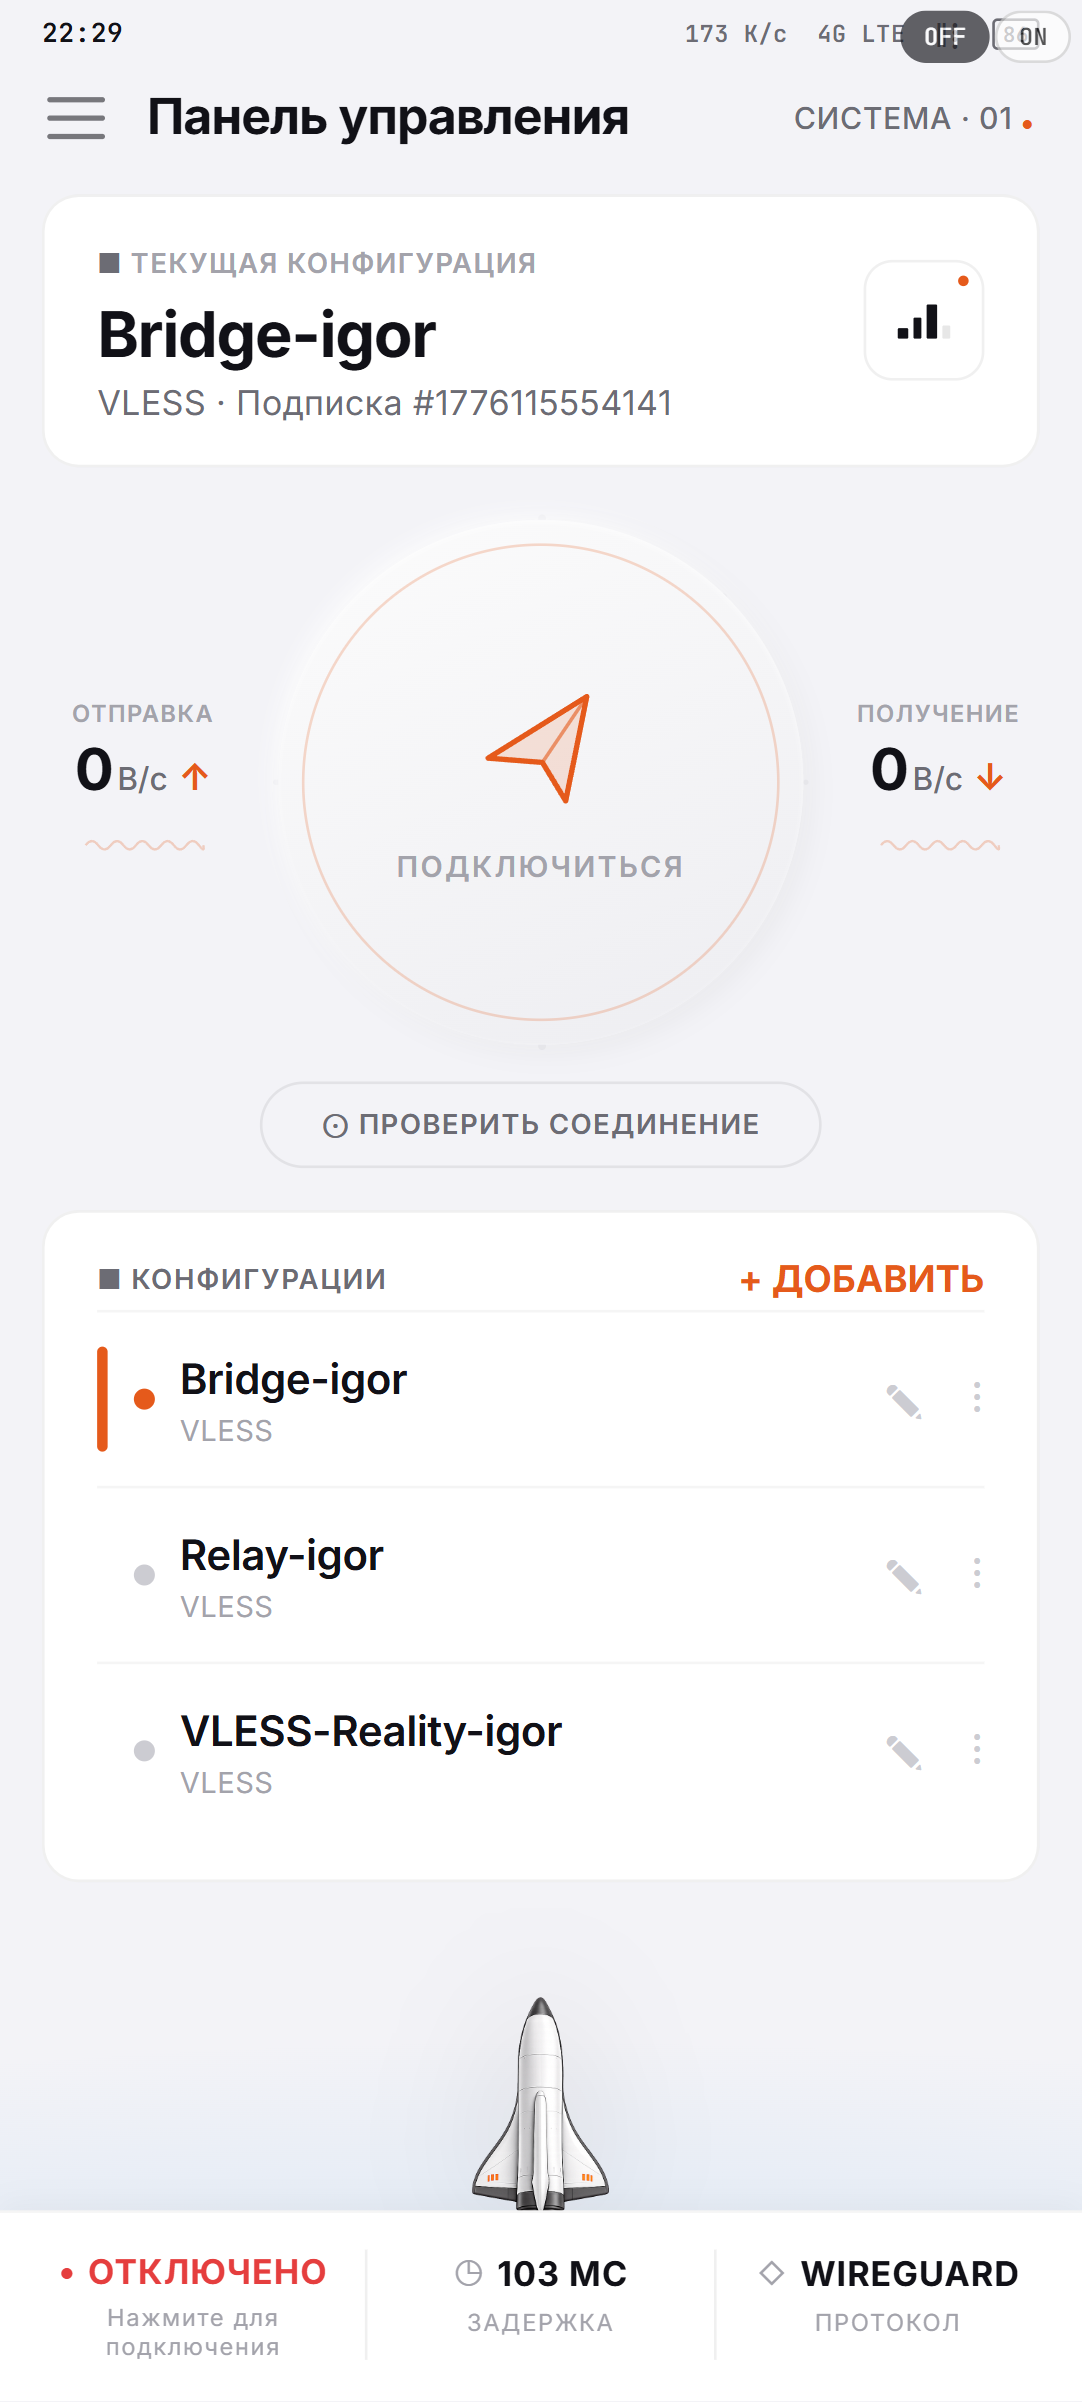 22:29
173 K/c 4G LTE OFF ON
Панель управления
СИСТЕМА · 01
ТЕКУЩАЯ КОНФИГУРАЦИЯ
Bridge-igor
VLESS · Подписка #1776115554141
ОТПРАВКА
0 B/c ↑
ПОЛУЧЕНИЕ
0 B/c ↓
ПОДКЛЮЧИТЬСЯ
ПРОВЕРИТЬ СОЕДИНЕНИЕ
КОНФИГУРАЦИИ
+ ДОБАВИТЬ
Bridge-igor
VLESS
Relay-igor
VLESS
VLESS-Reality-igor
VLESS
• ОТКЛЮЧЕНО
Нажмите для
подключения
103 МС
ЗАДЕРЖКА
WIREGUARD
ПРОТОКОЛ